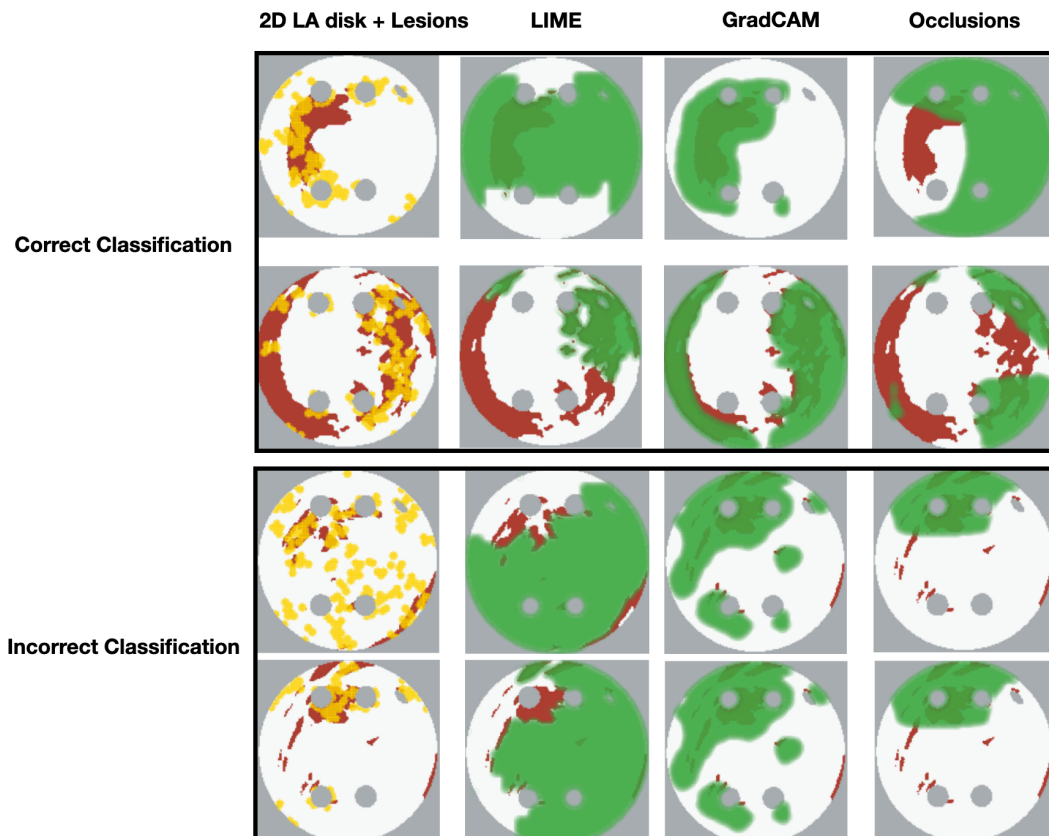 2D LA disk + Lesions LIME GradCAM Occlusions
Correct Classification
Incorrect Classification